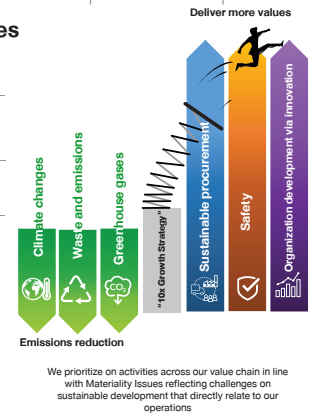 Deliver more values
es
Climate changes
Waste and emissions
Greenhouse gases
"10x Growth Strategy"
Sustainable procurement
Safety
Organization development via innovation
CO₂
Emissions reduction
We prioritize on activities across our value chain in line
with Materiality Issues reflecting challenges on
sustainable development that directly relate to our
operations